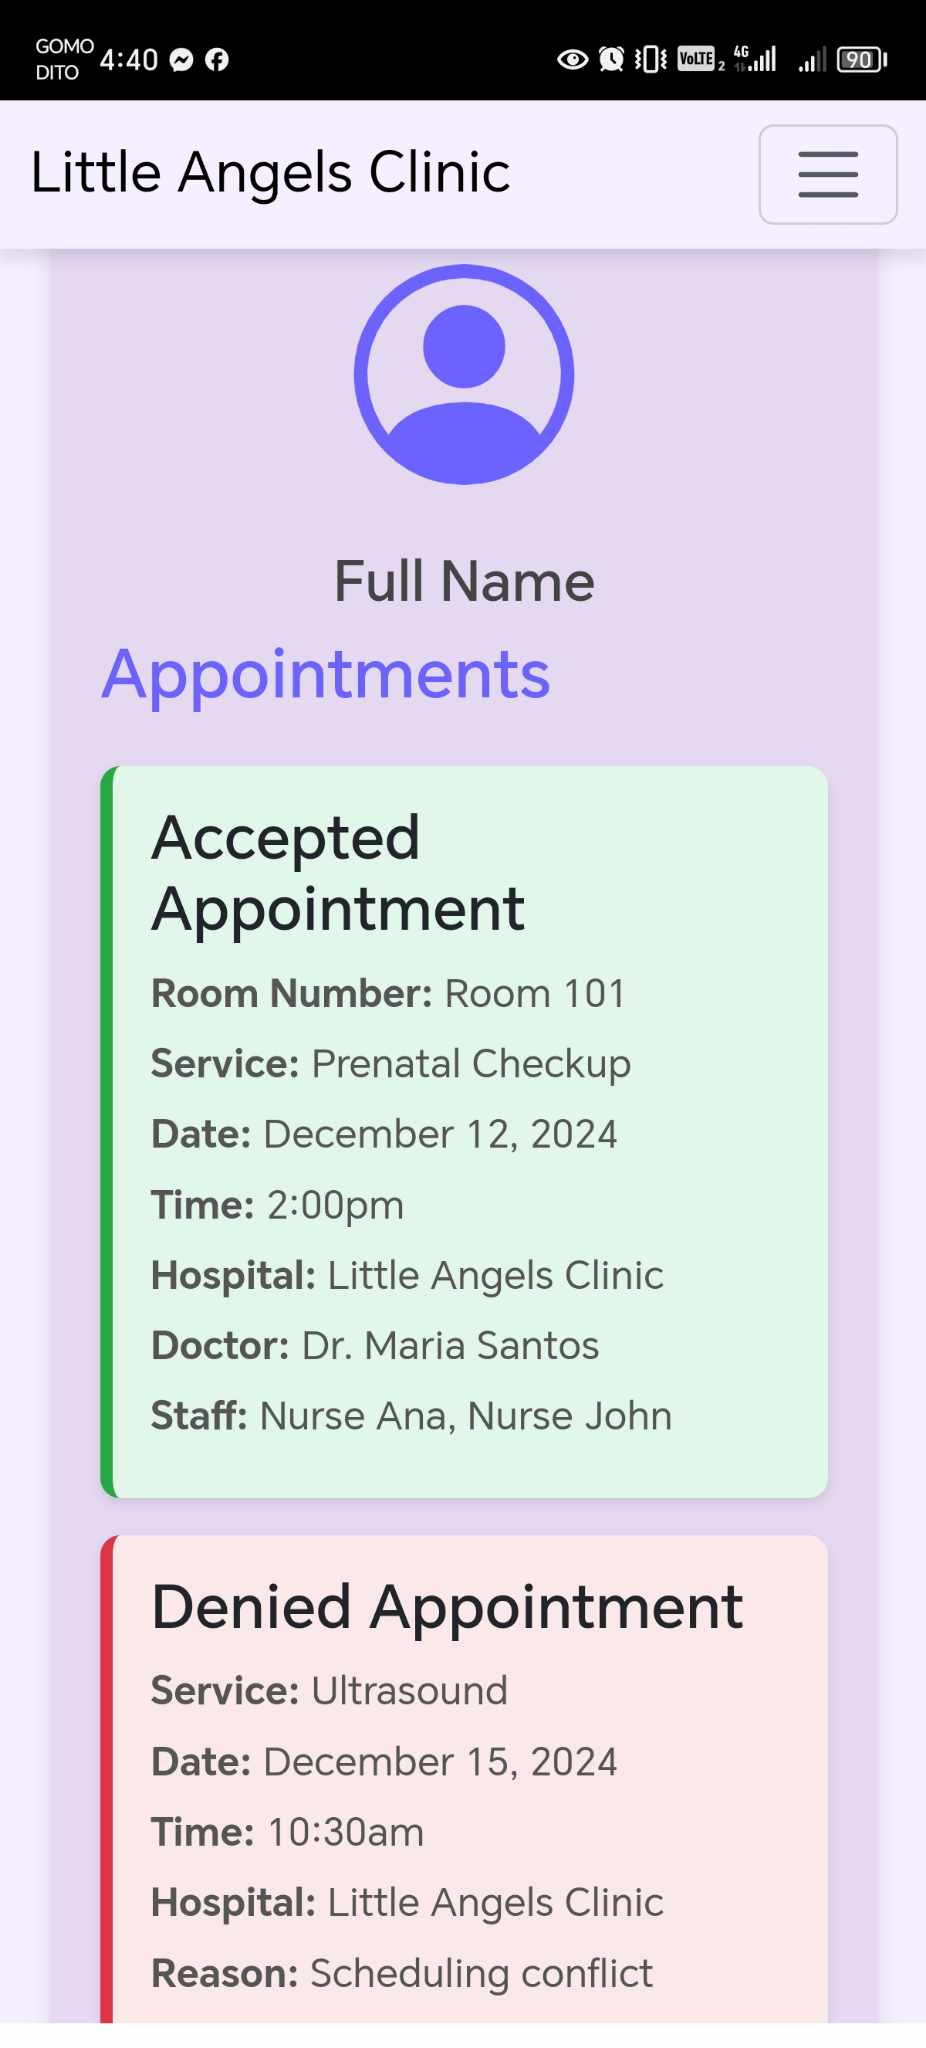 GOMO
DITO
4:40
VoLTE 2
4G
90
Little Angels Clinic
Full Name
Appointments
Accepted
Appointment
Room Number: Room 101
Service: Prenatal Checkup
Date: December 12, 2024
Time: 2:00pm
Hospital: Little Angels Clinic
Doctor: Dr. Maria Santos
Staff: Nurse Ana, Nurse John
Denied Appointment
Service: Ultrasound
Date: December 15, 2024
Time: 10:30am
Hospital: Little Angels Clinic
Reason: Scheduling conflict